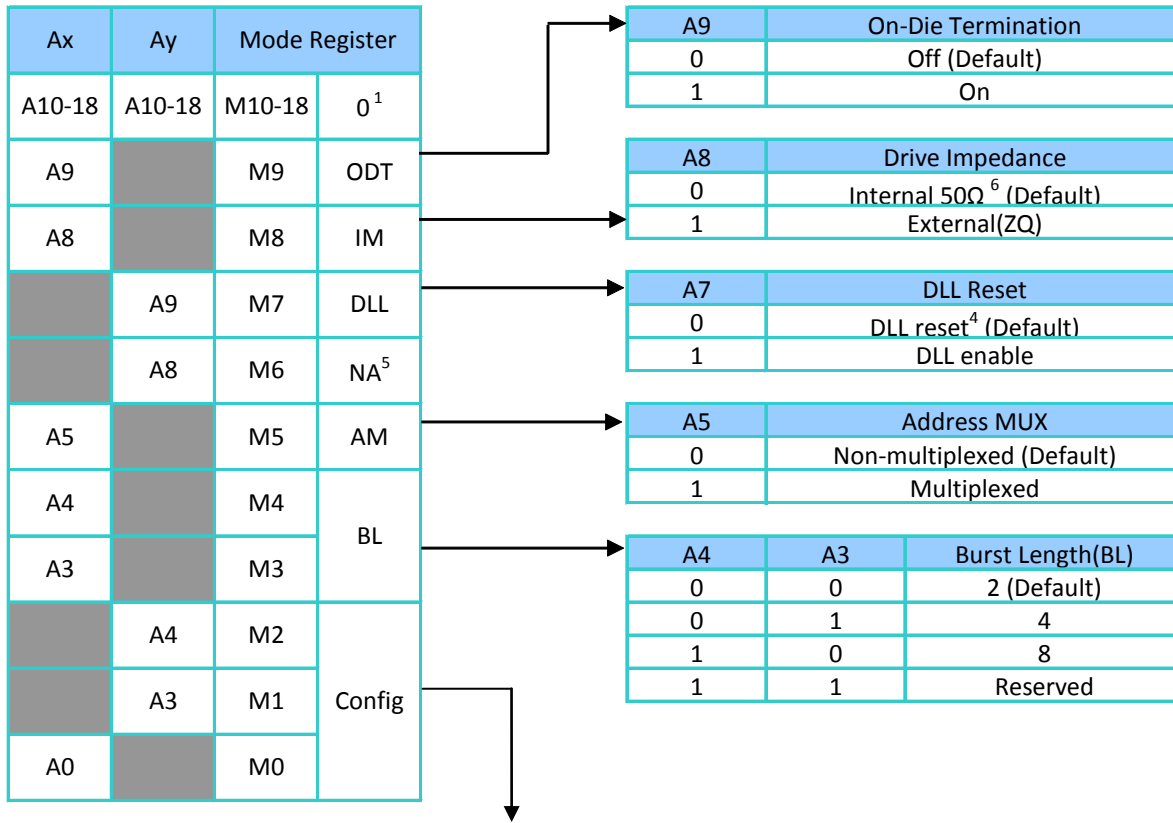 Ax Ay Mode Register
A10-18 A10-18 M10-18 0¹
A9 M9 ODT
A8 M8 IM
A9 M7 DLL
A8 M6 NA⁵
A5 M5 AM
A4 M4
BL
A3 M3
A4 M2
A3 M1 Config
A0 M0
A9 On-Die Termination
0 Off (Default)
1 On
A8 Drive Impedance
0 Internal 50Ω ⁶ (Default)
1 External(ZQ)
A7 DLL Reset
0 DLL reset⁴ (Default)
1 DLL enable
A5 Address MUX
0 Non-multiplexed (Default)
1 Multiplexed
A4 A3 Burst Length(BL)
0 0 2 (Default)
0 1 4
1 0 8
1 1 Reserved